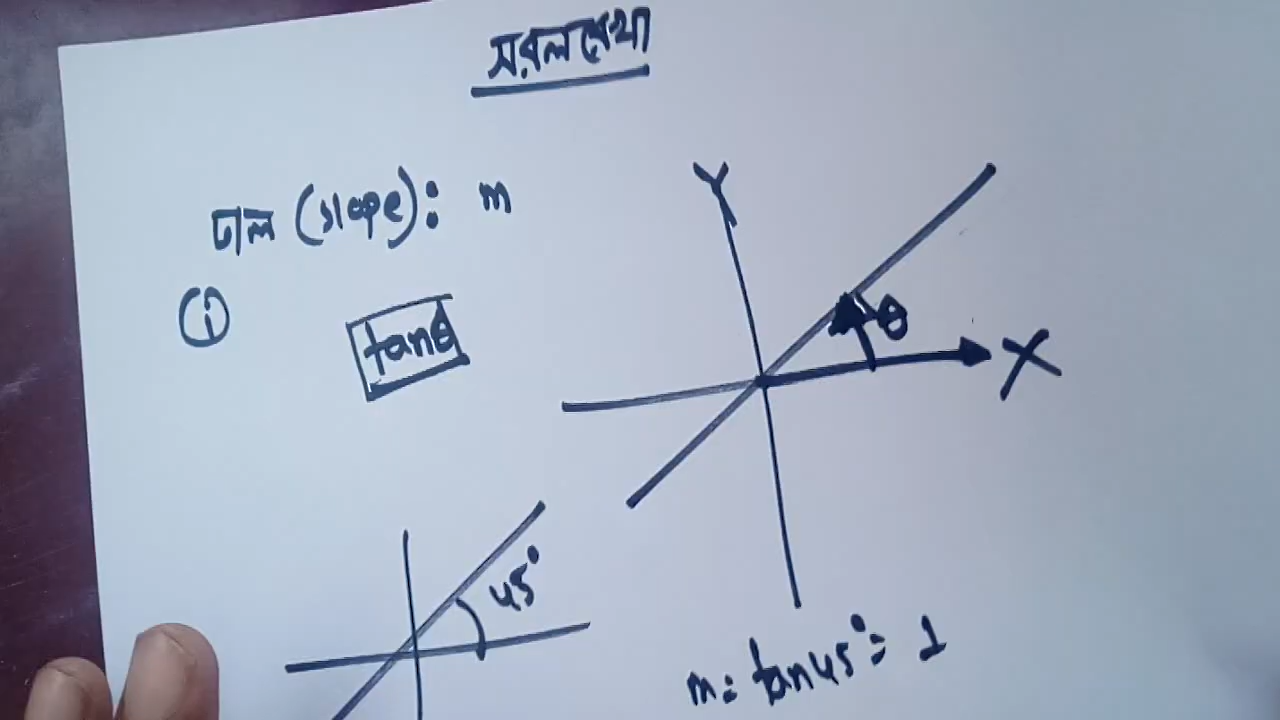 সরলরেখা
ঢাল (slope): m
i
tanθ
Y
θ
X
45°
m = tan45° = 1